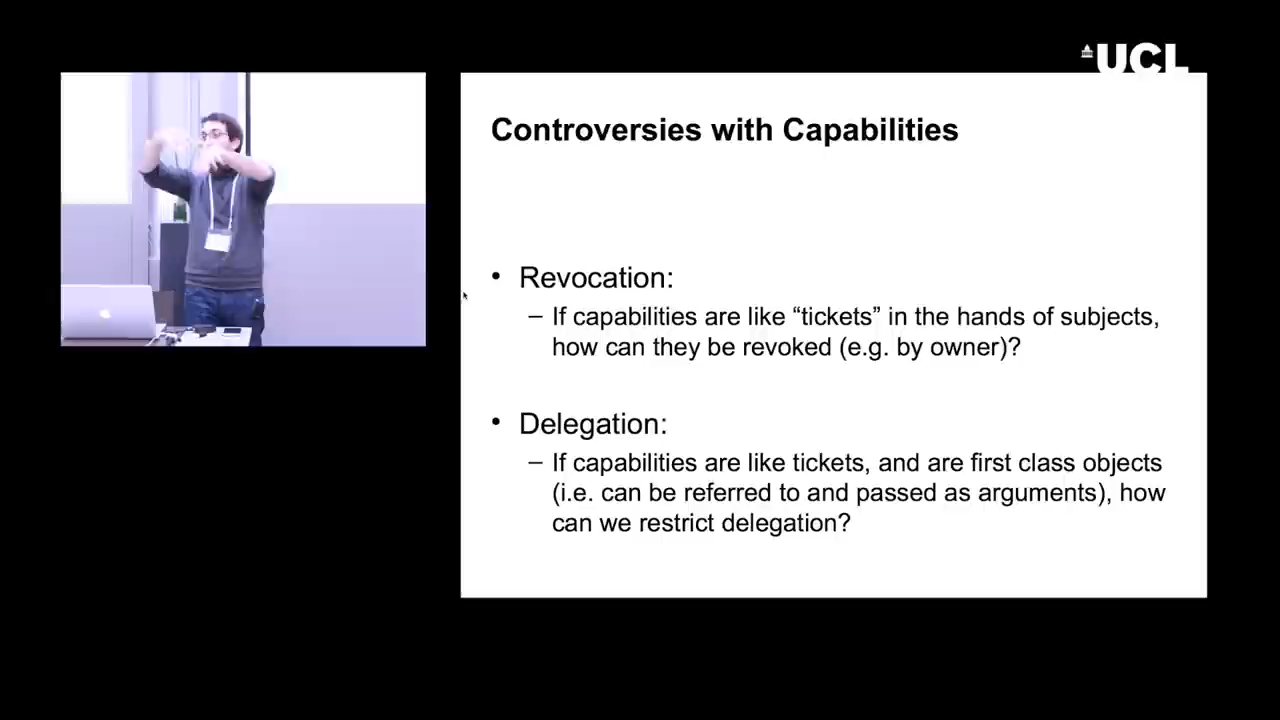 UCL
Controversies with Capabilities
• Revocation:
– If capabilities are like “tickets” in the hands of subjects,
how can they be revoked (e.g. by owner)?
• Delegation:
– If capabilities are like tickets, and are first class objects
(i.e. can be referred to and passed as arguments), how
can we restrict delegation?